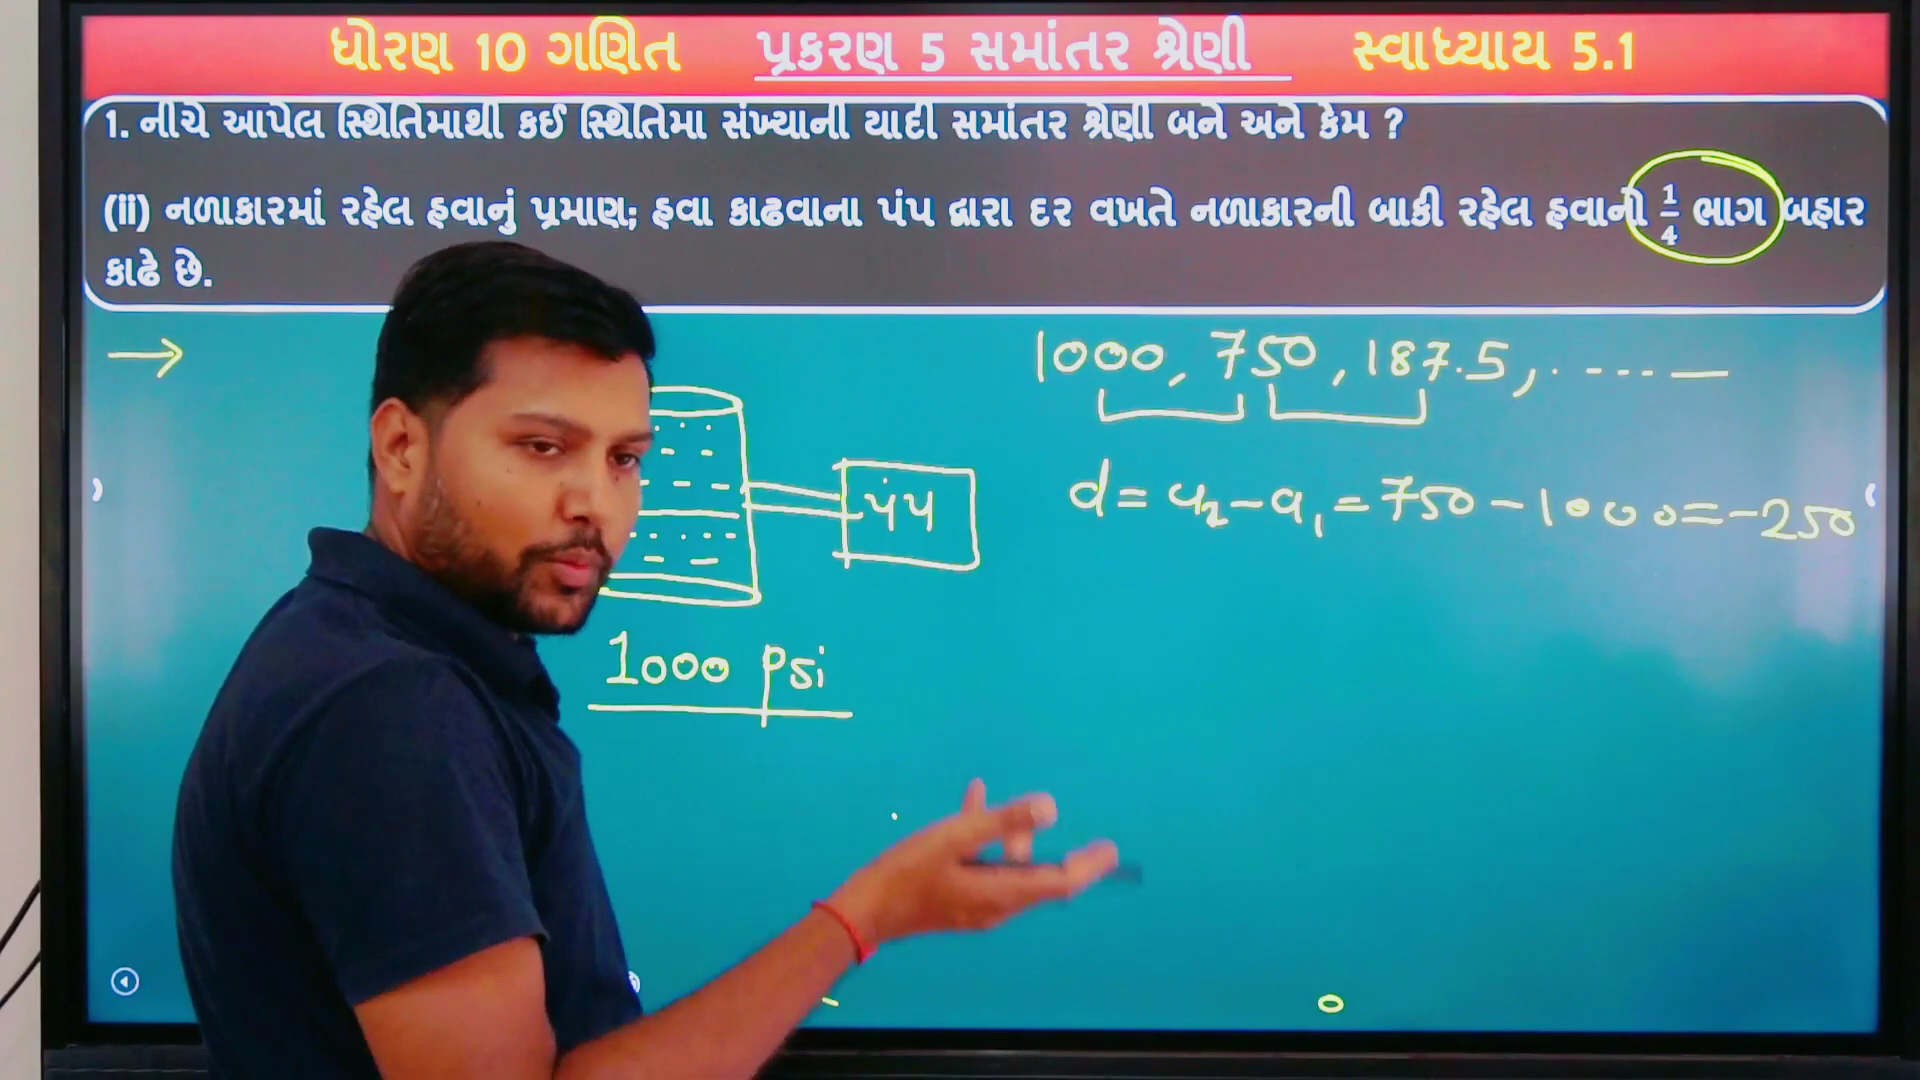 ધોરણ 10 ગણિત પ્રકરણ 5 સમાંતર શ્રેણી સ્વાધ્યાય 5.1
1. નીચે આપેલ સ્થિતિમાથી કઈ સ્થિતિમા સંખ્યાની યાદી સમાંતર શ્રેણી બને અને કેમ ?
(ii) નળાકારમાં રહેલ હવાનું પ્રમાણ; હવા કાઢવાના પંપ દ્વારા દર વખતે નળાકારની બાકી રહેલ હવાનો 1/4 ભાગ બહાર
કાઢે છે.
1000, 750, 187.5, ......
પંપ
d = a₂ - a₁ = 750 - 1000 = -250
1000 psi